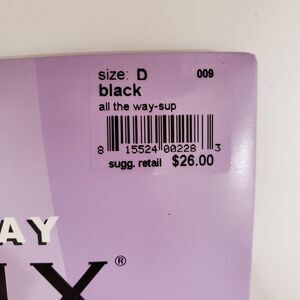 size: D 009
black
all the way-sup
8 15524 00228 3
sugg. retail $26.00
AY
X®